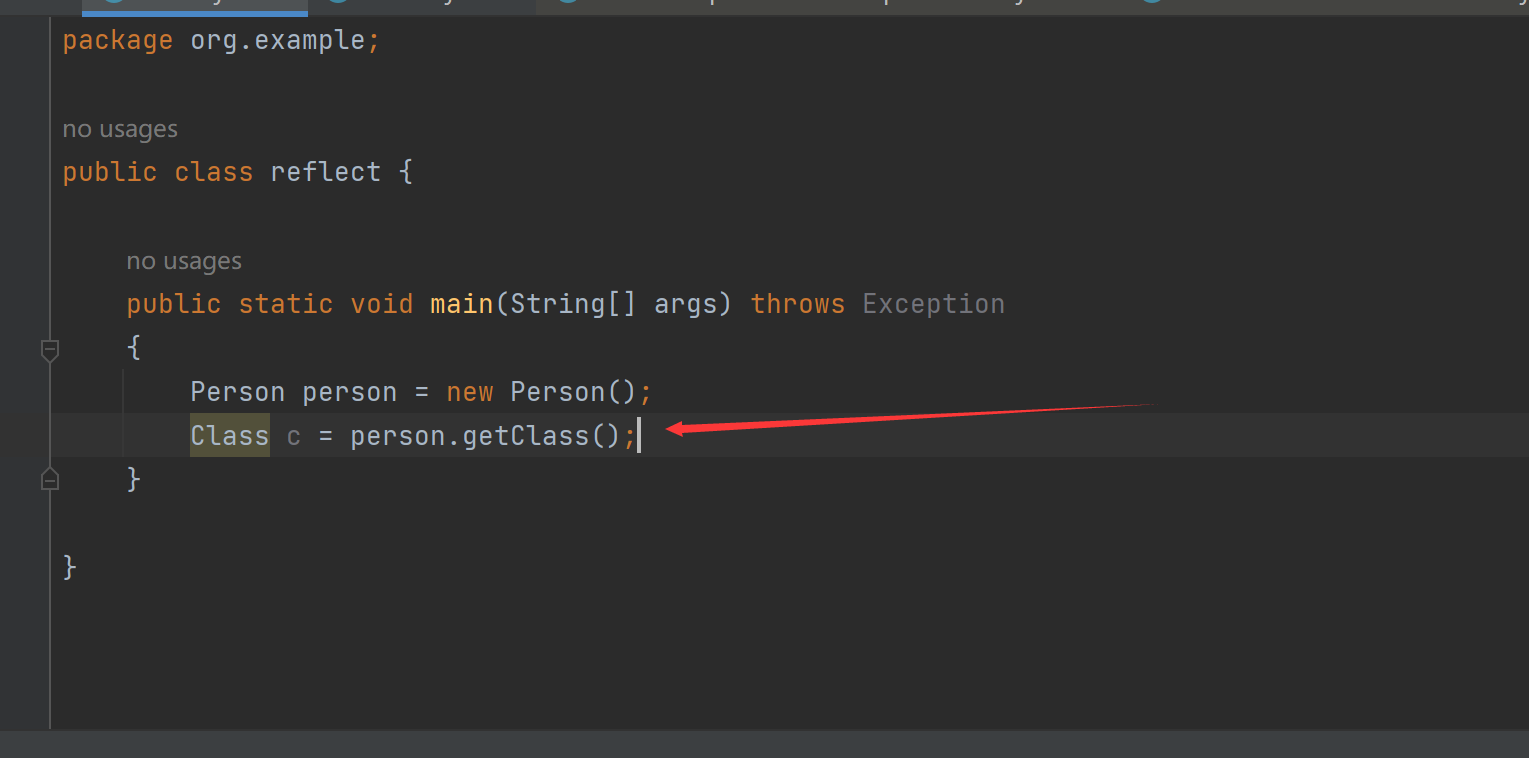 package org.example;
no usages
public class reflect {
no usages
public static void main(String[] args) throws Exception
{
Person person = new Person();
Class c = person.getClass();
}
}